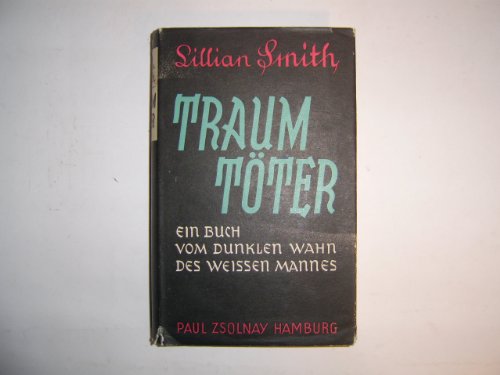 Lillian Smith
TRAUM
TÖTER
EIN BUCH
VOM DUNKLEN WAHN
DES WEISSEN MANNES
PAUL ZSOLNAY HAMBURG